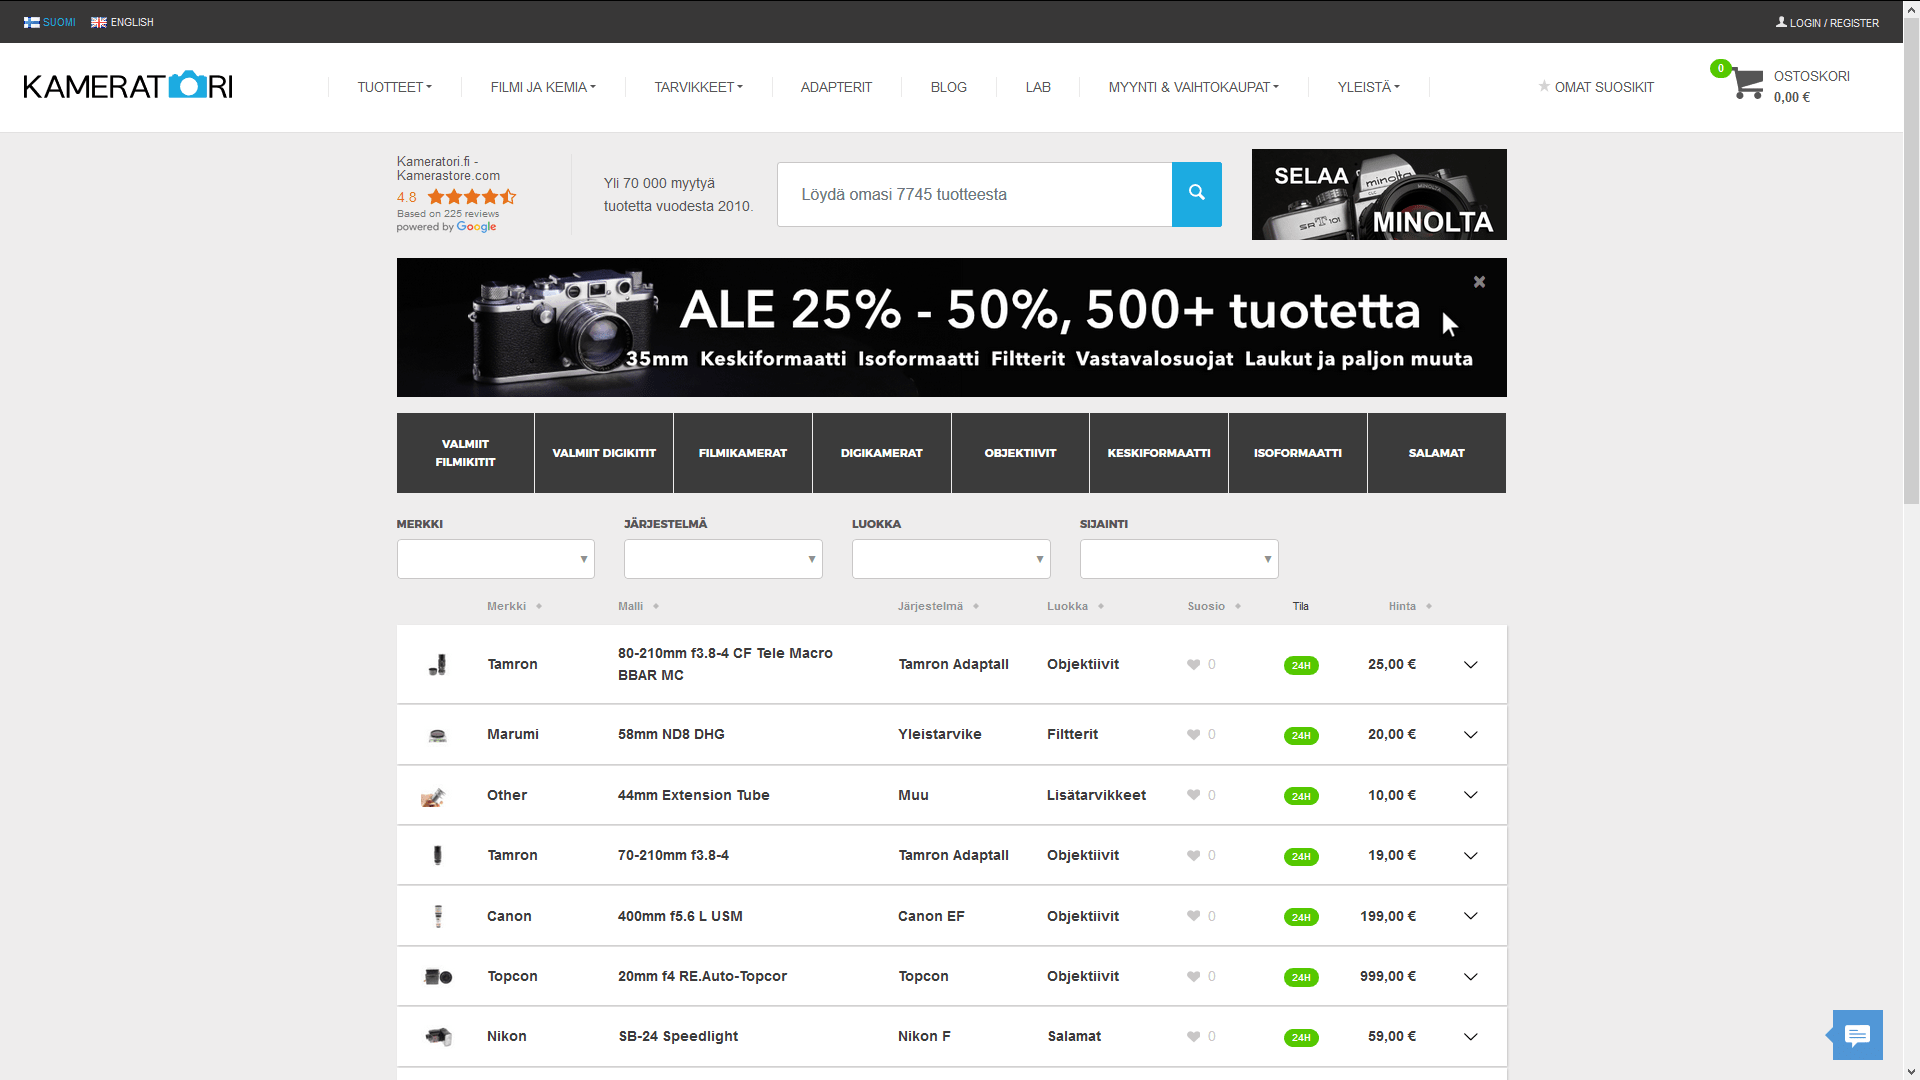 SUOMI ENGLISH
LOGIN / REGISTER
KAMERATORI
TUOTTEET
FILMI JA KEMIA
TARVIKKEET
ADAPTERIT
BLOG
LAB
MYYNTI & VAIHTOKAUPAT
YLEISTÄ
OMAT SUOSIKIT
0
OSTOSKORI
0,00 €
Kameratori.fi -
Kamerastore.com
4.8
Based on 225 reviews
powered by Google
Yli 70 000 myytyä
tuotetta vuodesta 2010.
Löydä omasi 7745 tuotteesta
SELAA
minolta
SRT 101
MINOLTA
ALE 25% - 50%, 500+ tuotetta
35mm Keskiformaatti Isoformaatti Filtterit Vastavalosuojat Laukut ja paljon muuta
VALMIIT
FILMIKITIT
VALMIIT DIGIKITIT
FILMIKAMERAT
DIGIKAMERAT
OBJEKTIIVIT
KESKIFORMAATTI
ISOFORMAATTI
SALAMAT
MERKKI
JÄRJESTELMÄ
LUOKKA
SIJAINTI
Merkki Malli Järjestelmä Luokka Suosio Tila Hinta
Tamron 80-210mm f3.8-4 CF Tele Macro
BBAR MC Tamron Adaptall Objektiivit 0 24H 25,00 €
Marumi 58mm ND8 DHG Yleistarvike Filtterit 0 24H 20,00 €
Other 44mm Extension Tube Muu Lisätarvikkeet 0 24H 10,00 €
Tamron 70-210mm f3.8-4 Tamron Adaptall Objektiivit 0 24H 19,00 €
Canon 400mm f5.6 L USM Canon EF Objektiivit 0 24H 199,00 €
Topcon 20mm f4 RE.Auto-Topcor Topcon Objektiivit 0 24H 999,00 €
Nikon SB-24 Speedlight Nikon F Salamat 0 24H 59,00 €